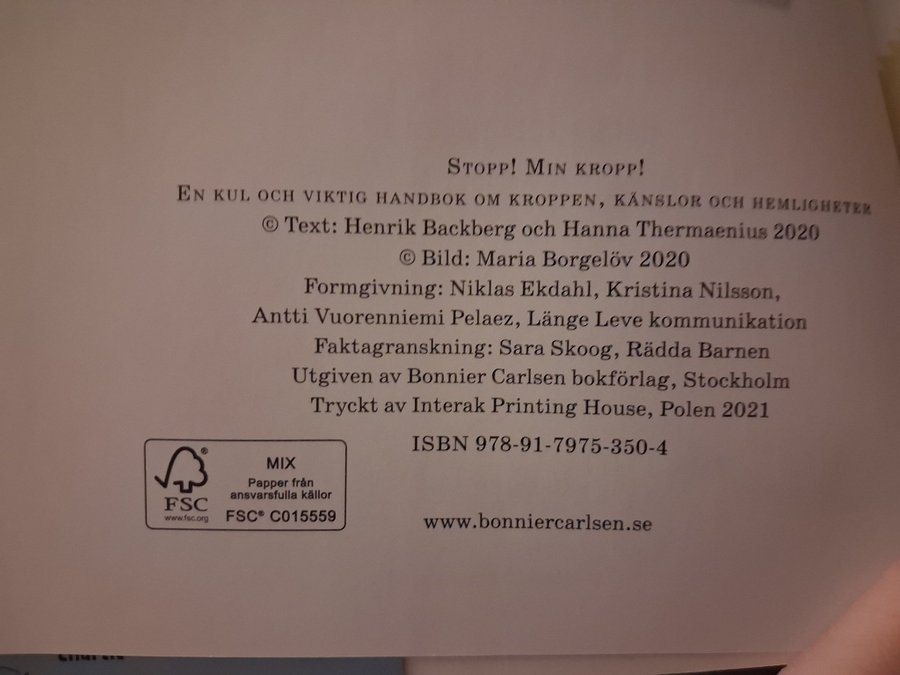 Stopp! Min kropp!
En kul och viktig handbok om kroppen, känslor och hemligheter
© Text: Henrik Backberg och Hanna Thermaenius 2020
© Bild: Maria Borgelöv 2020
Formgivning: Niklas Ekdahl, Kristina Nilsson,
Antti Vuorenniemi Pelaez, Länge Leve kommunikation
Faktagranskning: Sara Skoog, Rädda Barnen
Utgiven av Bonnier Carlsen bokförlag, Stockholm
Tryckt av Interak Printing House, Polen 2021
ISBN 978-91-7975-350-4
www.bonniercarlsen.se
®
FSC
www.fsc.org
MIX
Papper från
ansvarsfulla källor
FSC® C015559